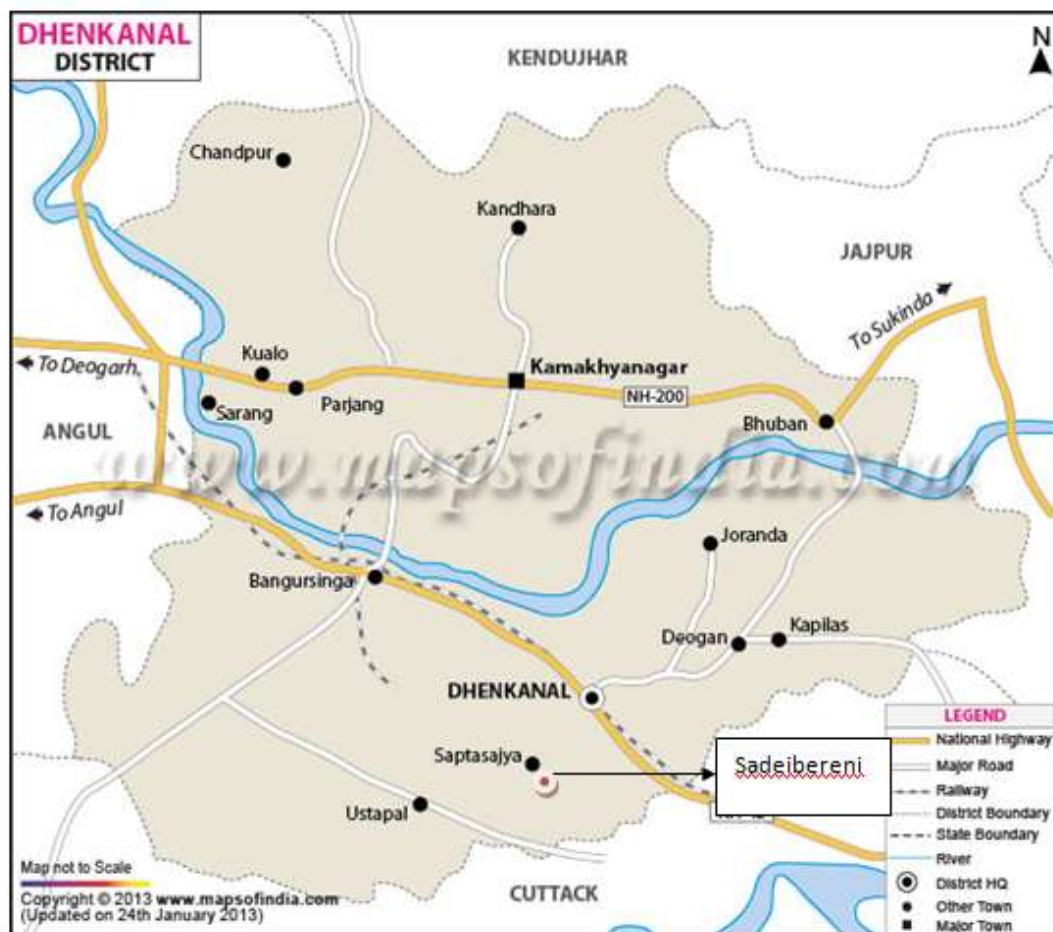 DHENKANAL
DISTRICT
N
KENDUJHAR
Chandpur
Kandhara
JAJPUR
To Sukinda
To Deogarh
Kualo
Kamakhyanagar
Sarang
Parjang
NH-200
Bhuban
ANGUL
www.mapsofindia.com
To Angul
Joranda
Bangursinga
Deogan
Kapilas
DHENKANAL
Saptasajya
Sadeibereni
Ustapal
CUTTACK
Map not to Scale
Copyright © 2013 www.mapsofindia.com
(Updated on 24th January 2013)
LEGEND
National Highway
Major Road
Railway
District Boundary
State Boundary
River
District HQ
Other Town
Major Town